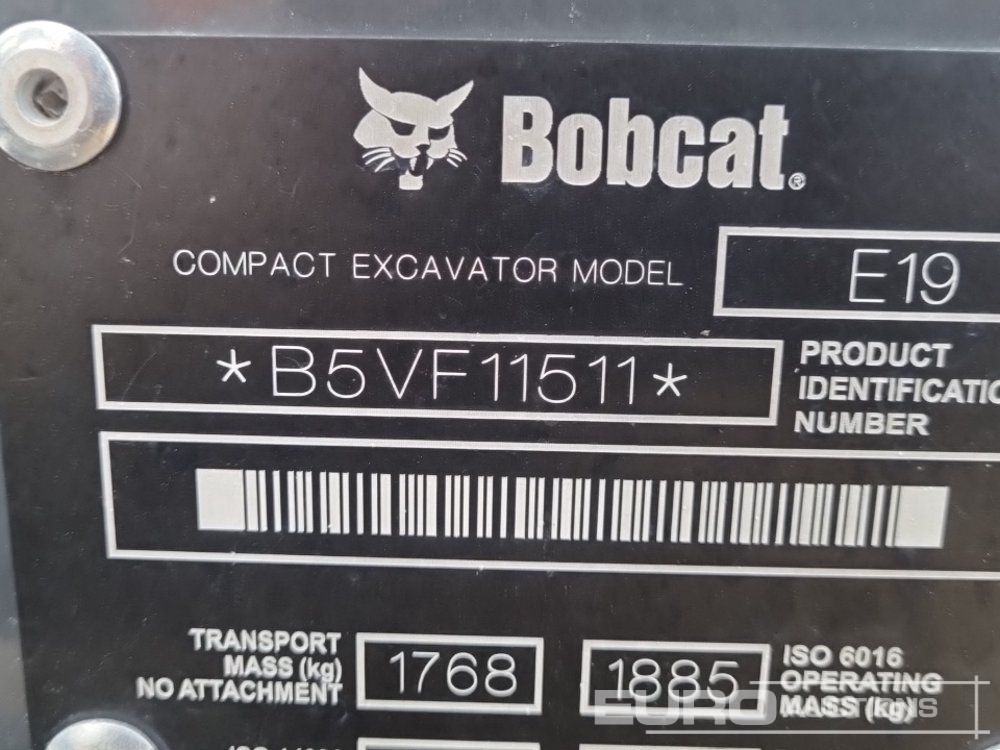 Bobcat®
COMPACT EXCAVATOR MODEL E19
*B5VF11511*
PRODUCT
IDENTIFICATIO
NUMBER
TRANSPORT
MASS (kg)
NO ATTACHMENT
1768
1885
ISO 6016
OPERATING
MASS (kg)
EURO AUCTIONS